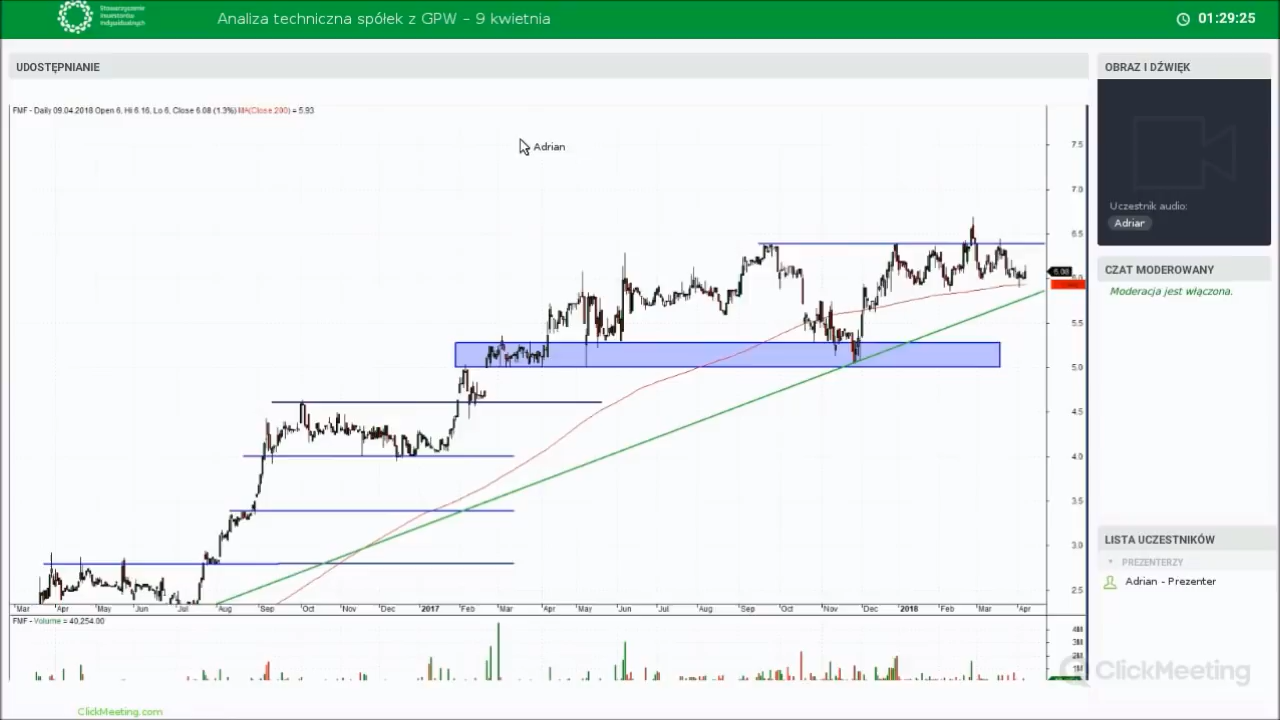 Stowarzyszenie
Inwestorów
Indywidualnych
Analiza techniczna spółek z GPW – 9 kwietnia
01:29:25
UDOSTĘPNIANIE
OBRAZ I DŹWIĘK
FMF - Daily 09.04.2018 Open 6, Hi 6.16, Lo 6, Close 6.08 (1.3%) MA(Close,200) = 5.93
Adrian
7.5
7.0
6.5
6.08
6.0
5.5
5.0
4.5
4.0
3.5
3.0
2.5
Uczestnik audio:
Adrian
CZAT MODEROWANY
Moderacja jest włączona.
Mar Apr May Jun Jul Aug Sep Oct Nov Dec 2017 Feb Mar Apr May Jun Jul Aug Sep Oct Nov Dec 2018 Feb Mar Apr
FMF - Volume = 40,254.00
LISTA UCZESTNIKÓW
PREZENTERZY
Adrian - Prezenter
ClickMeeting
ClickMeeting.com